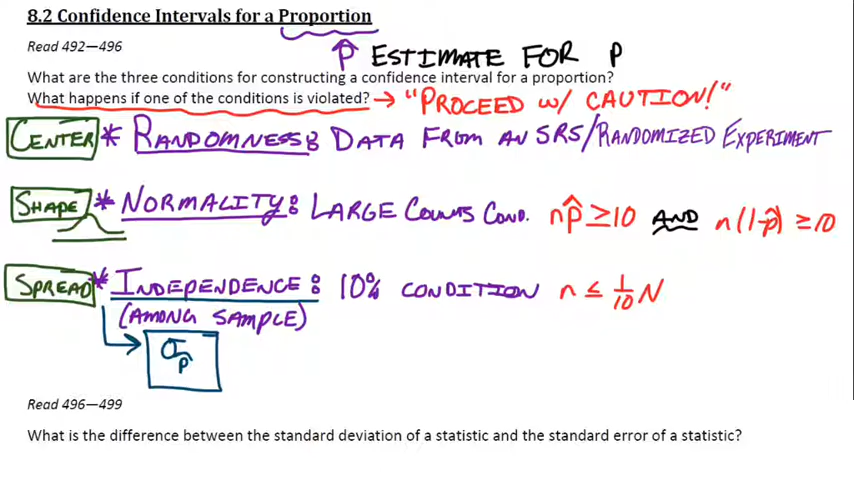 8.2 Confidence Intervals for a Proportion
Read 492—496
p̂ ESTIMATE FOR p
What are the three conditions for constructing a confidence interval for a proportion?
What happens if one of the conditions is violated? → "PROCEED W/ CAUTION!"
CENTER * RANDOMNESS: DATA FROM AN SRS/RANDOMIZED EXPERIMENT
SHAPE * NORMALITY: LARGE COUNTS COND. np̂ ≥ 10 AND n(1-p̂) ≥ 10
SPREAD * INDEPENDENCE: 10% CONDITION n ≤ 1/10 N
(AMONG SAMPLE)
σp̂
Read 496—499
What is the difference between the standard deviation of a statistic and the standard error of a statistic?